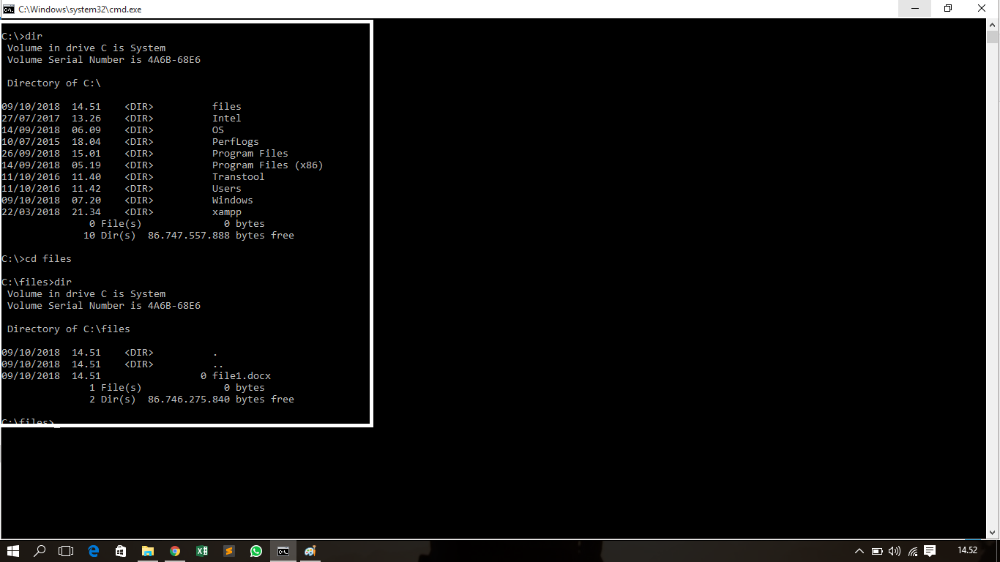 C:\Windows\system32\cmd.exe
C:\>dir
Volume in drive C is System
Volume Serial Number is 4A6B-68E6
Directory of C:\
09/10/2018  14.51    <DIR>          files
27/07/2017  13.26    <DIR>          Intel
14/09/2018  06.09    <DIR>          OS
10/07/2015  18.04    <DIR>          PerfLogs
26/09/2018  15.01    <DIR>          Program Files
14/09/2018  05.19    <DIR>          Program Files (x86)
11/10/2016  11.40    <DIR>          Transtool
11/10/2016  11.42    <DIR>          Users
09/10/2018  07.20    <DIR>          Windows
22/03/2018  21.34    <DIR>          xampp
0 File(s)              0 bytes
10 Dir(s)  86.747.557.888 bytes free
C:\>cd files
C:\files>dir
Volume in drive C is System
Volume Serial Number is 4A6B-68E6
Directory of C:\files
09/10/2018  14.51    <DIR>          .
09/10/2018  14.51    <DIR>          ..
09/10/2018  14.51                 0 file1.docx
1 File(s)              0 bytes
2 Dir(s)  86.746.275.840 bytes free
C:\files>_
14.52